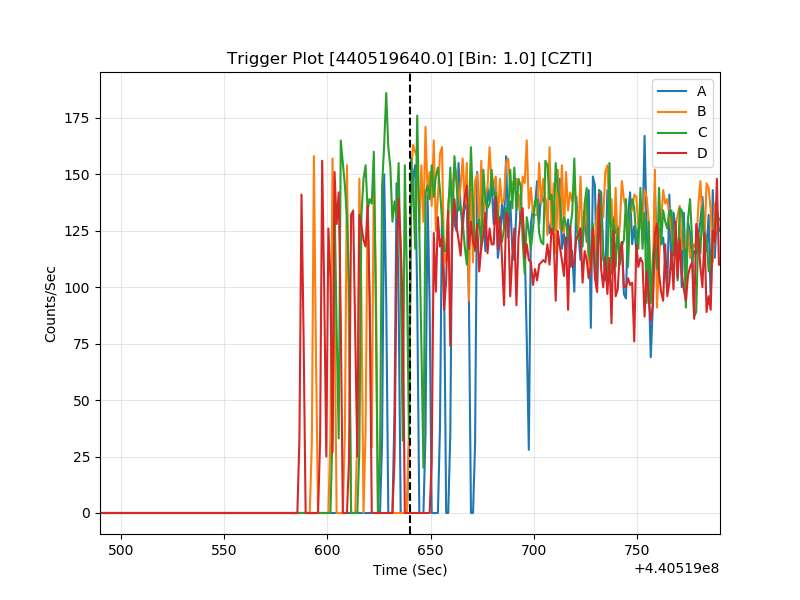 Trigger Plot [440519640.0] [Bin: 1.0] [CZTI]
A
B
C
D
175
150
125
100
75
50
25
0
Counts/Sec
500 550 600 650 700 750
Time (Sec)
+4.40519e8